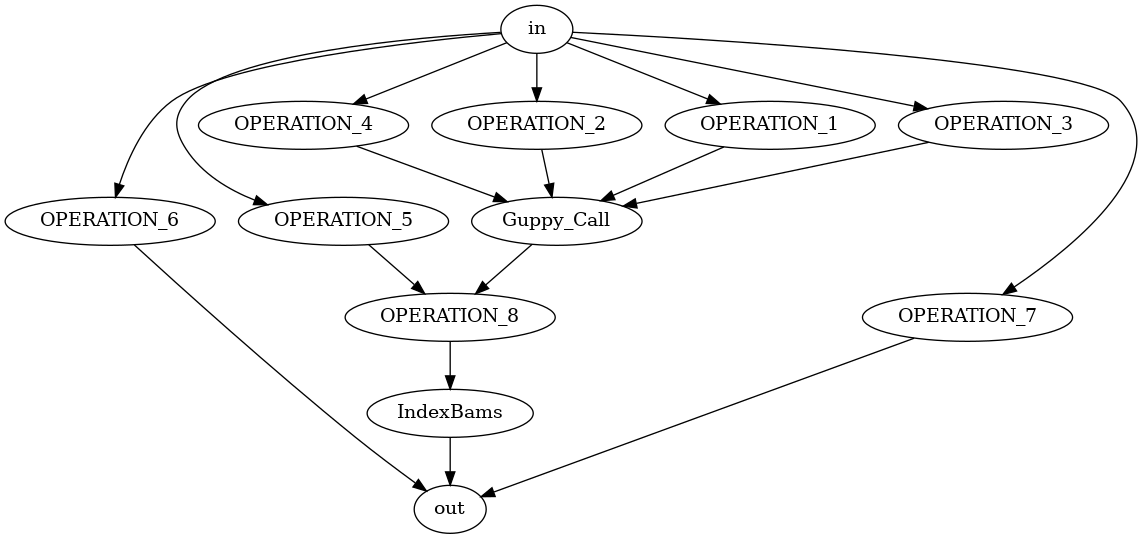 in
OPERATION_4
OPERATION_2
OPERATION_1
OPERATION_3
OPERATION_6
OPERATION_5
Guppy_Call
OPERATION_8
OPERATION_7
IndexBams
out